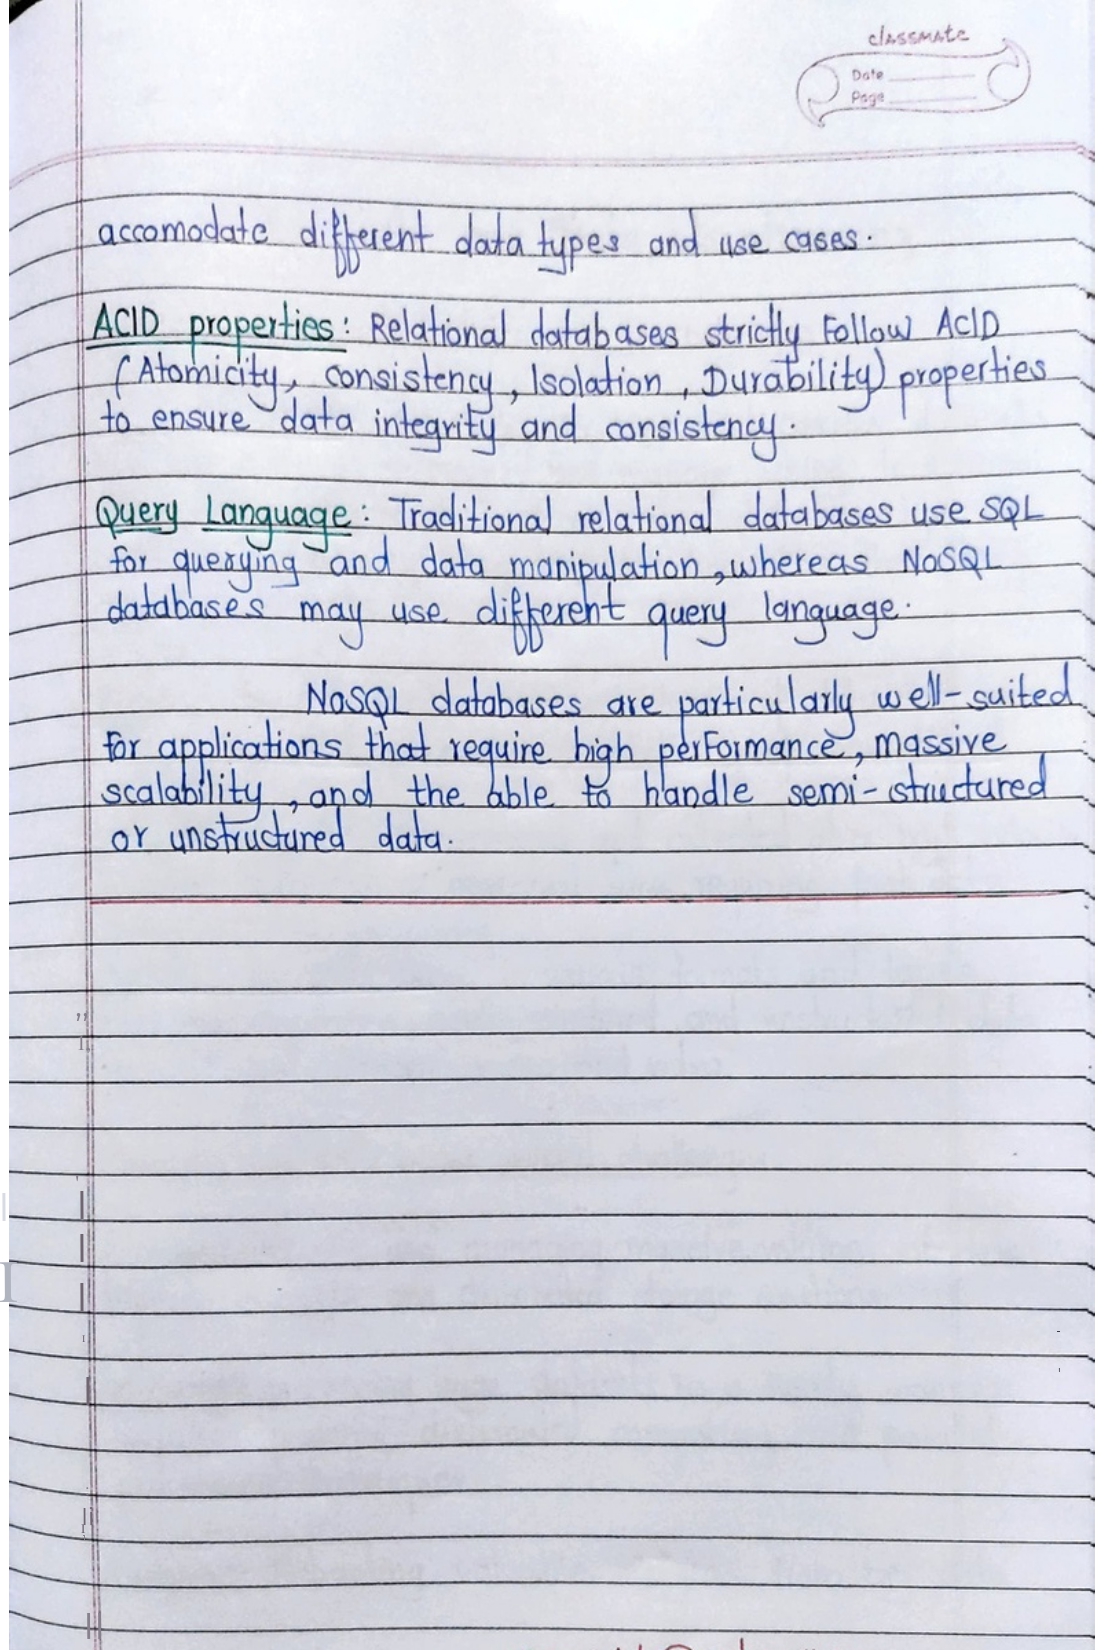 classmate
Date
Page
accomodate different data types and use cases.
ACID properties: Relational databases strictly Follow ACID
(Atomicity, consistency, Isolation, Durability) properties
to ensure data integrity and consistency.
Query Language: Traditional relational databases use SQL
for querying and data manipulation, whereas NoSQL
databases may use different query language.
NoSQL databases are particularly well-suited
for applications that require high performance, massive
scalability, and the able to handle semi-structured
or unstructured data.